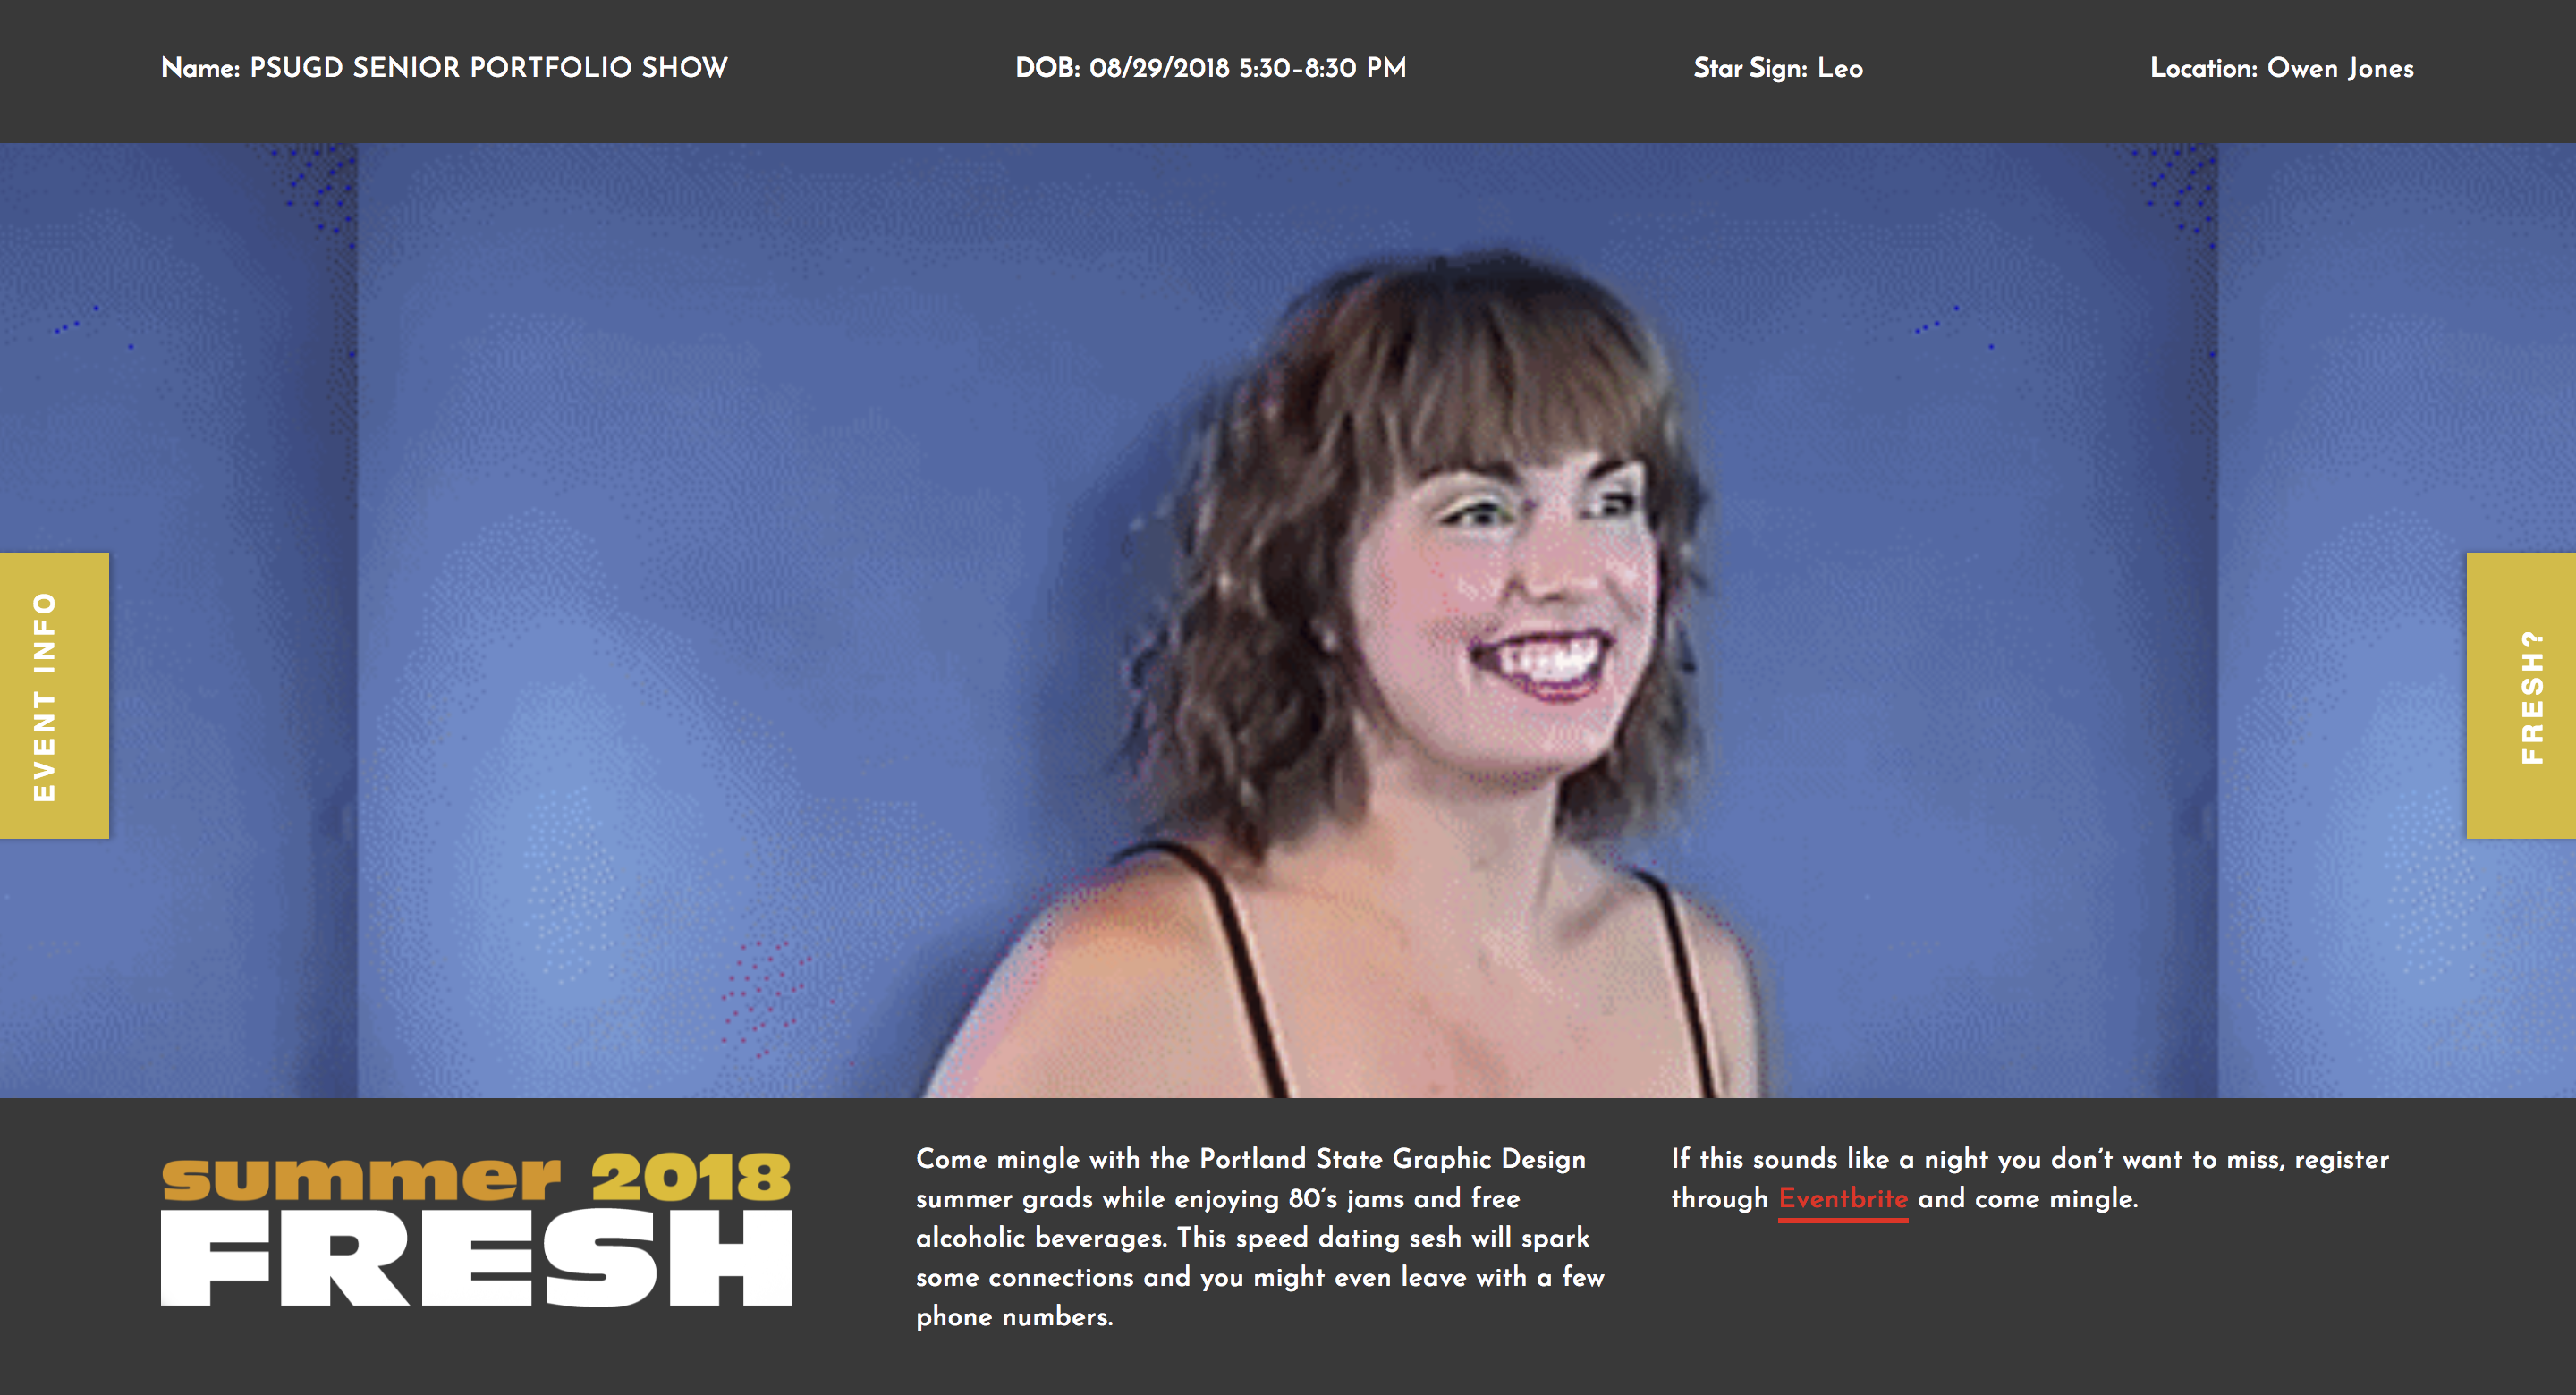 Name: PSUGD SENIOR PORTFOLIO SHOW
DOB: 08/29/2018 5:30–8:30 PM
Star Sign: Leo
Location: Owen Jones
EVENT INFO
FRESH?
summer 2018
FRESH
Come mingle with the Portland State Graphic Design
summer grads while enjoying 80’s jams and free
alcoholic beverages. This speed dating sesh will spark
some connections and you might even leave with a few
phone numbers.
If this sounds like a night you don’t want to miss, register
through Eventbrite and come mingle.